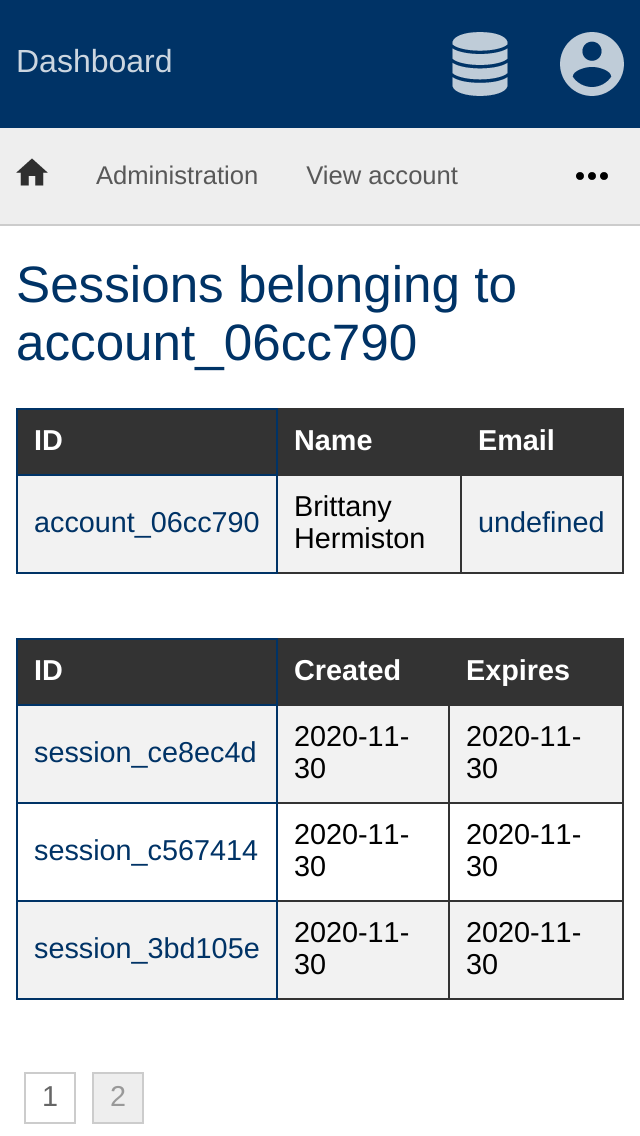 Dashboard
Administration View account
Sessions belonging to
account_06cc790
ID Name Email
account_06cc790 Brittany Hermiston undefined
ID Created Expires
session_ce8ec4d 2020-11-30 2020-11-30
session_c567414 2020-11-30 2020-11-30
session_3bd105e 2020-11-30 2020-11-30
1 2